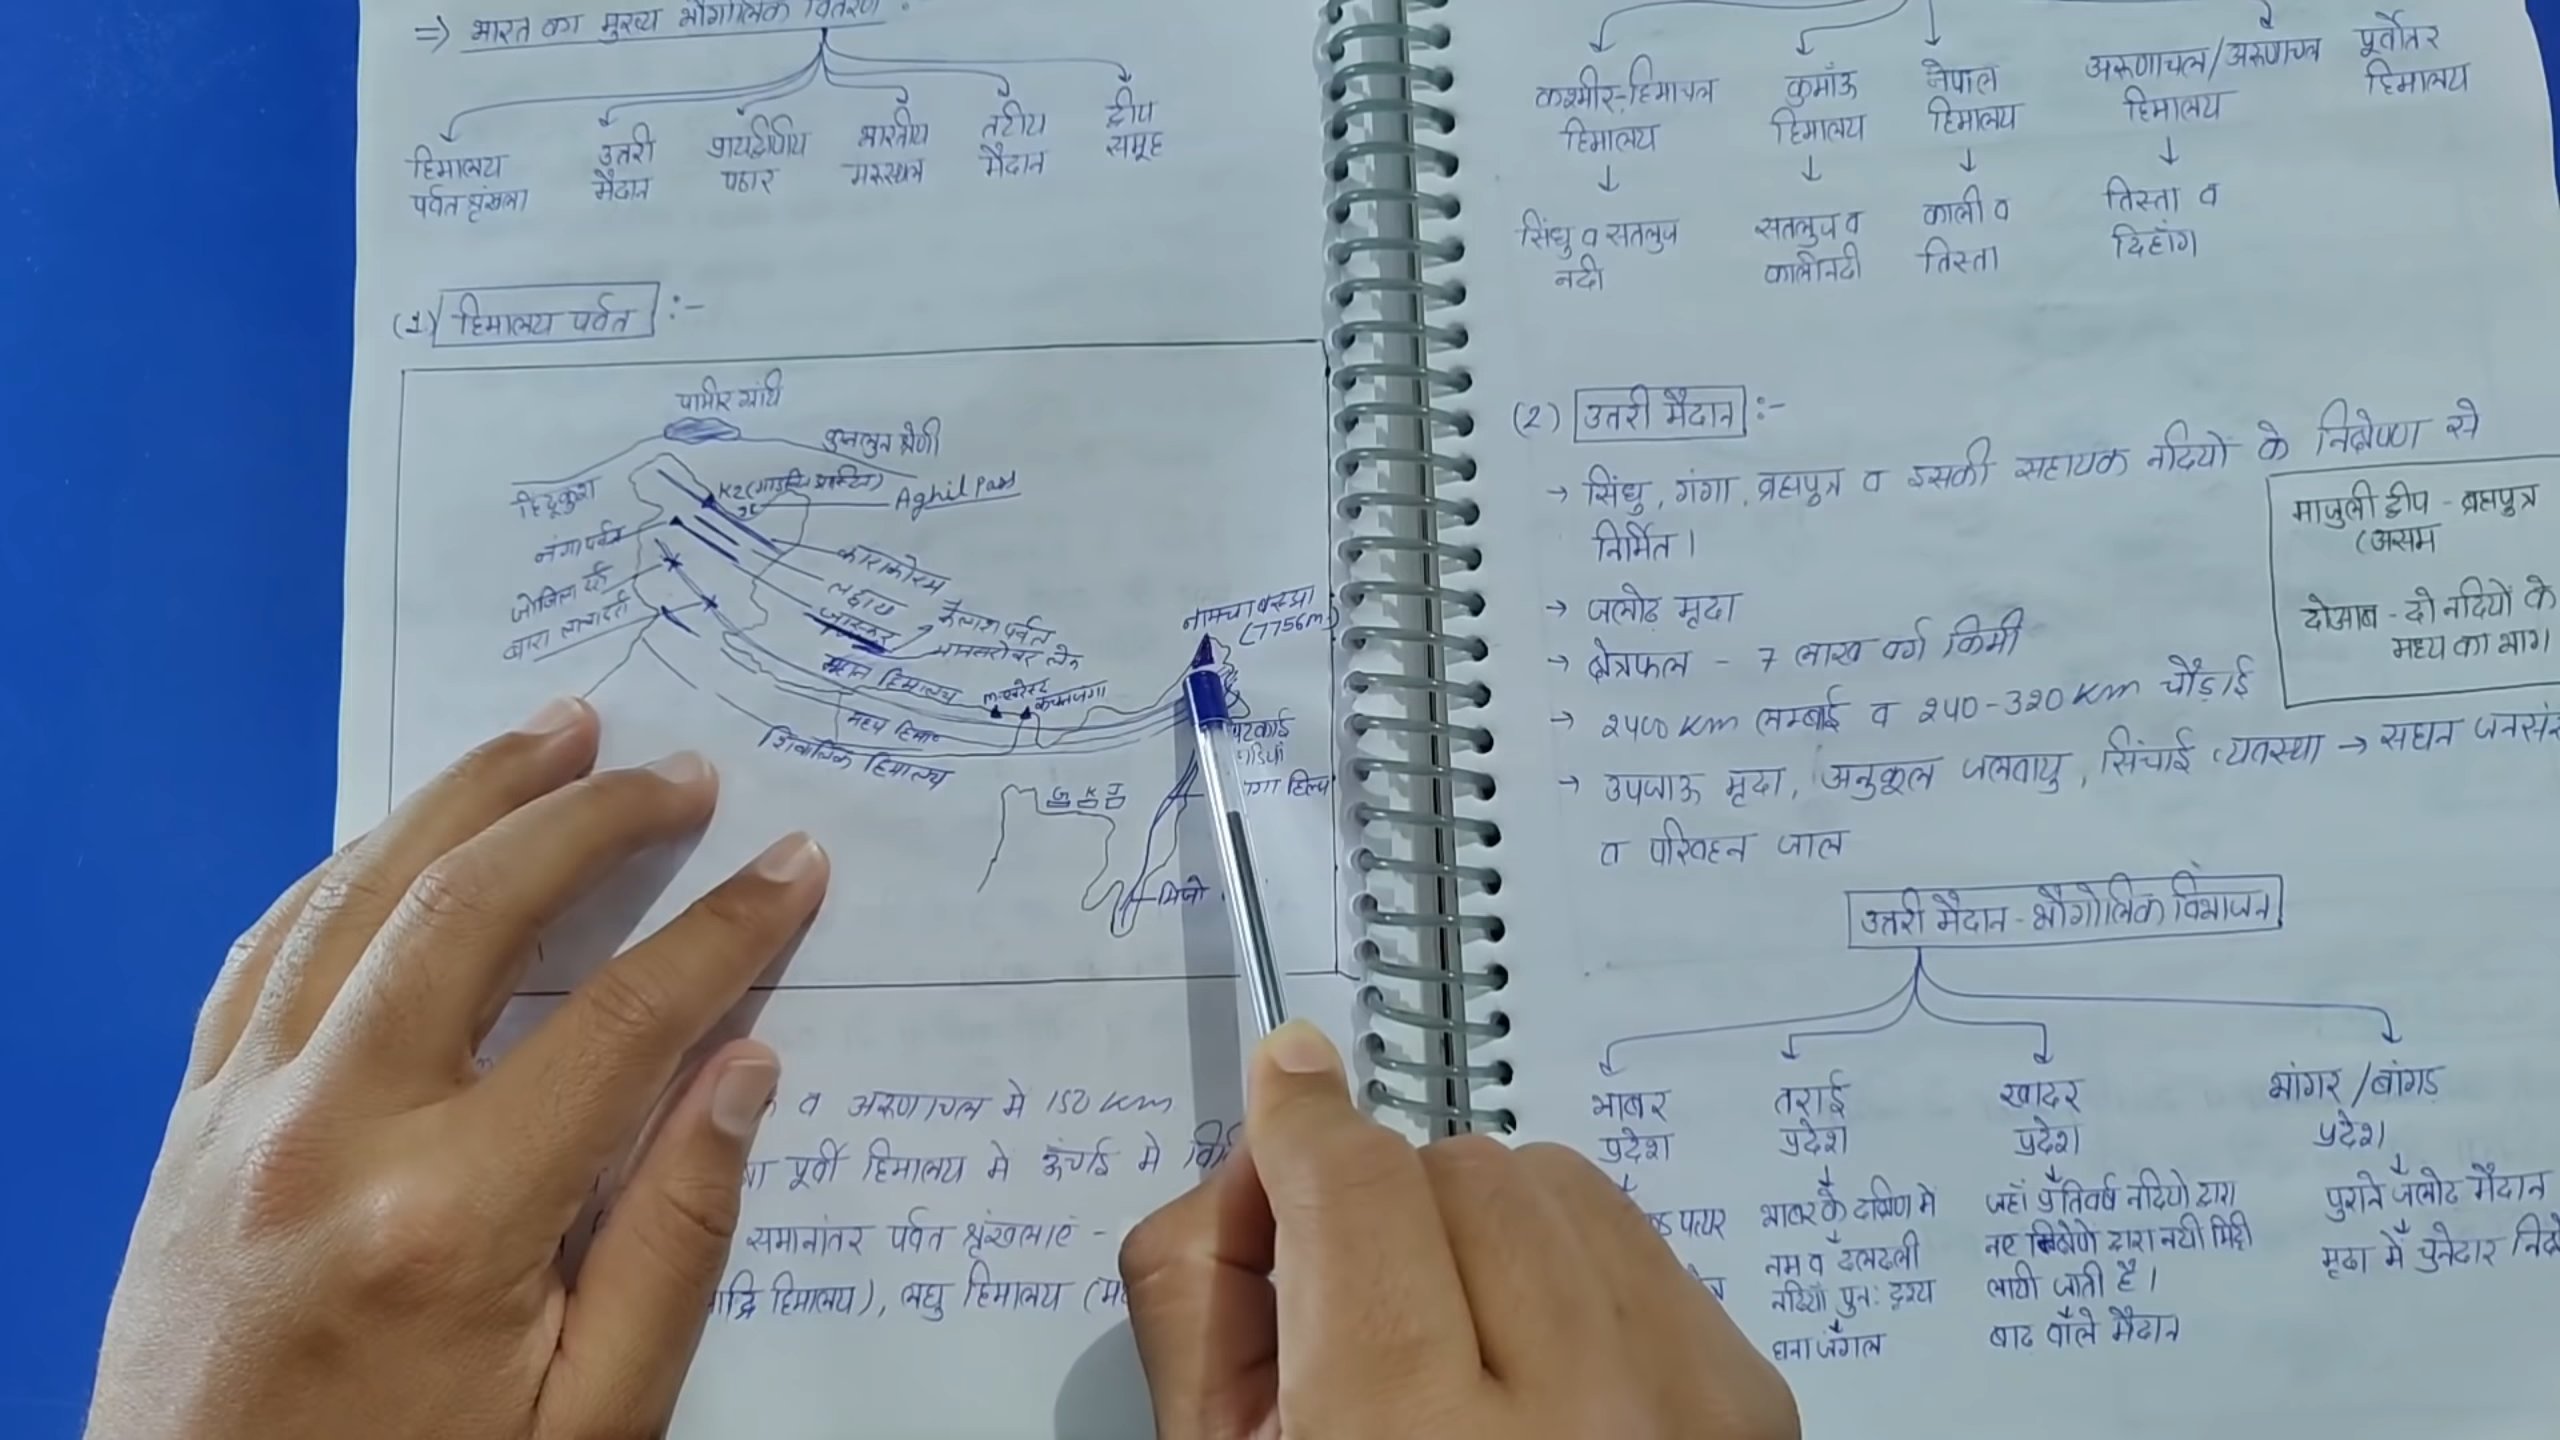 => भारत का मुख्य भौगोलिक वितरण :
हिमालय
पर्वत श्रृंखला
उत्तरी
मैदान
प्रायद्वीपीय
पठार
भारतीय
मरुस्थल
तटीय
मैदान
द्वीप
समूह
(1) हिमालय पर्वत :-
पामीर गांठ
कुनलुन श्रेणी
हिंदूकुश
K2 (गाडविन ऑस्टिन)
Aghil Pass
नंगा पर्वत
जोजिला दर्रा
बारा लाचा दर्रा
काराकोरम
लद्दाख
जास्कर
कैलाश पर्वत
मानसरोवर लेक
महान हिमालय
मध्य हिमा
शिवालिक हिमालय
m. एवरेस्ट
कंचनजंगा
नामचा बरवा
(7756m)
G K J
मिजो
व अरुणाचल मे 150 km
पूर्वी हिमालय मे ऊंचाई मे
समानांतर पर्वत श्रृंखलाएं -
हिमालय), लघु हिमालय
कश्मीर-हिमाचल
हिमालय
सिंधु व सतलुज
नदी
कुमाँऊ
हिमालय
सतलुज व
काली नदी
नेपाल
हिमालय
काली व
तिस्ता
अरुणाचल/अरुणाचल
हिमालय
तिस्ता व
दिहांग
पूर्वोतर
हिमालय
(2) उतरी मैदान :-
→ सिंधु, गंगा, ब्रह्मपुत्र व इसकी सहायक नदियों के निक्षेपण से
निर्मित।
→ जलोढ़ मृदा
→ क्षेत्रफल - 7 लाख वर्ग किमी
→ 2400 km लम्बाई व 240-320 km चौड़ाई
→ उपजाऊ मृदा, अनुकूल जलवायु, सिंचाई व्यवस्था → सघन
व परिवहन जाल
माजुली द्वीप - ब्रह्मपुत्र
(असम
दोआब - दो नदियों के
मध्य का भाग
उत्तरी मैदान - भौगोलिक विभाजन
भाबर
प्रदेश
तराई
प्रदेश
भाबर के दक्षिण मे
नम व दलदली
नदियाँ पुनः दृश्य
घना जंगल
खादर
प्रदेश
जहाँ प्रतिवर्ष नदियो द्वारा
नए निक्षेपो द्वारा नयी मिट्टी
लायी जाती है।
बाढ वाले मैदान
भांगर/बांगड़
प्रदेश
पुराने जलोढ मैदान
मृदा मे चुनेदार